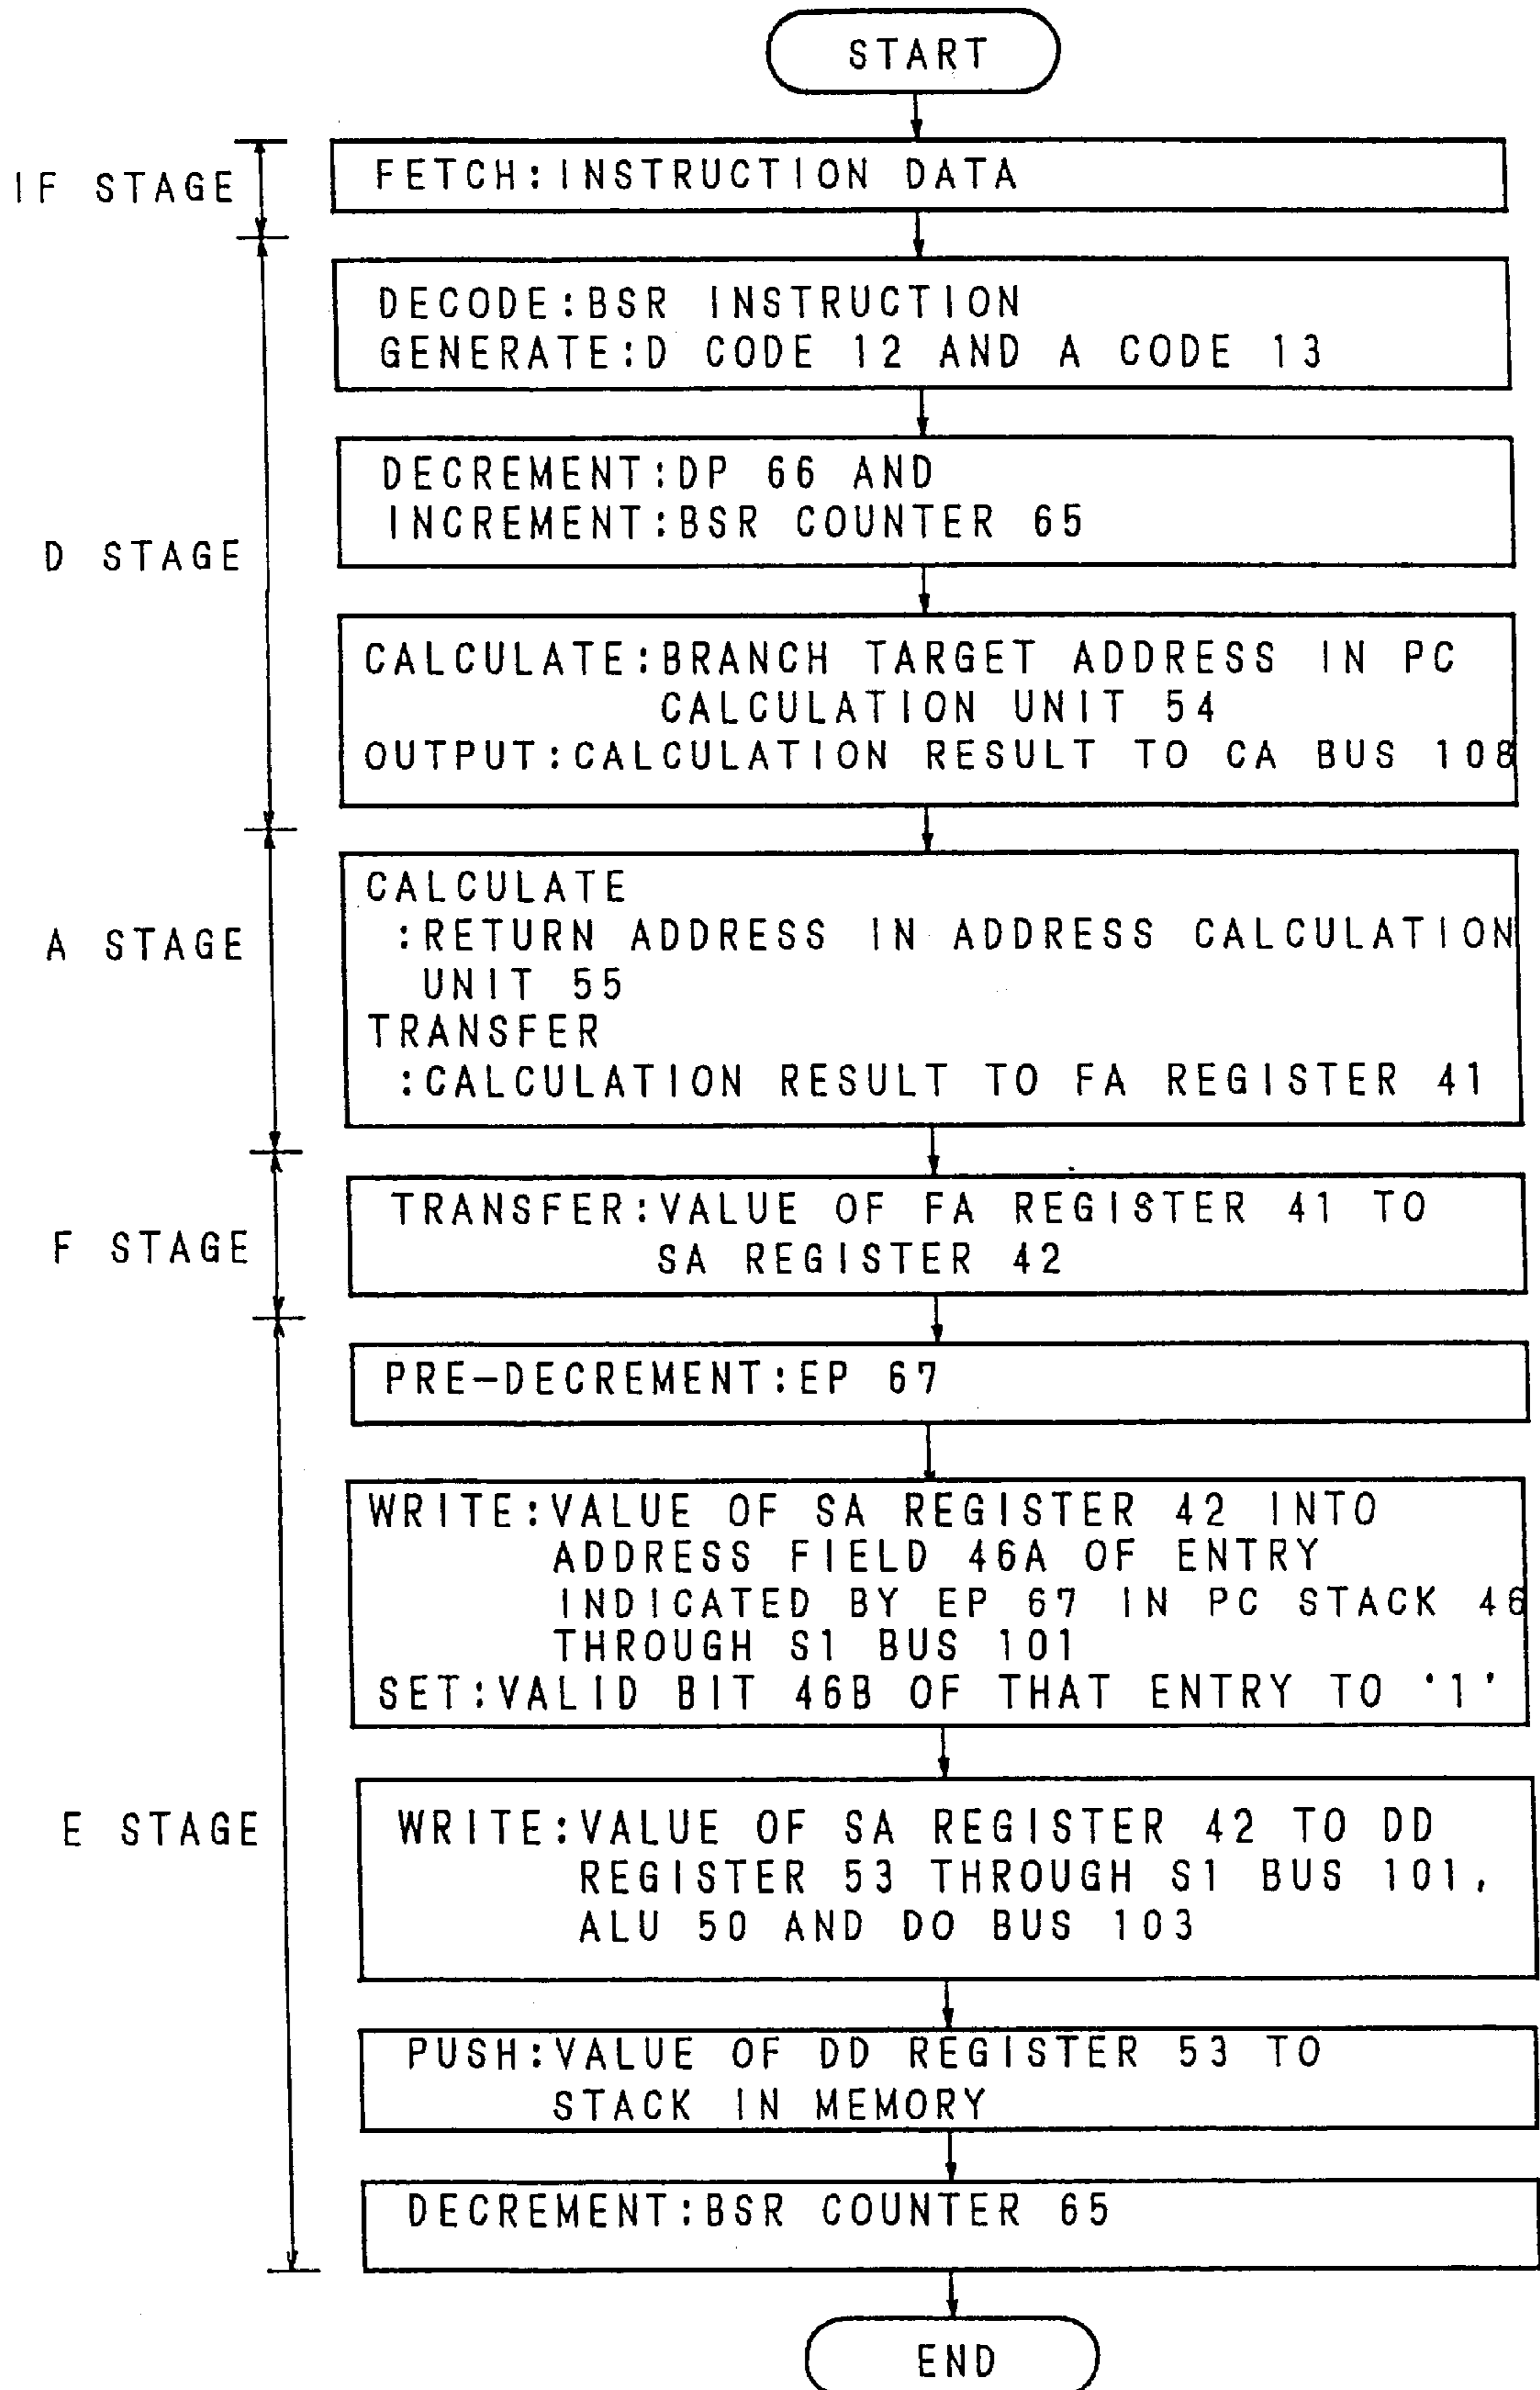 START
IF STAGE
FETCH:INSTRUCTION DATA
DECODE:BSR INSTRUCTION
GENERATE:D CODE 12 AND A CODE 13
D STAGE
DECREMENT:DP 66 AND
INCREMENT:BSR COUNTER 65
CALCULATE:BRANCH TARGET ADDRESS IN PC
CALCULATION UNIT 54
OUTPUT:CALCULATION RESULT TO CA BUS 108
A STAGE
CALCULATE
:RETURN ADDRESS IN ADDRESS CALCULATION
UNIT 55
TRANSFER
:CALCULATION RESULT TO FA REGISTER 41
F STAGE
TRANSFER:VALUE OF FA REGISTER 41 TO
SA REGISTER 42
E STAGE
PRE-DECREMENT:EP 67
WRITE:VALUE OF SA REGISTER 42 INTO
ADDRESS FIELD 46A OF ENTRY
INDICATED BY EP 67 IN PC STACK 46
THROUGH S1 BUS 101
SET:VALID BIT 46B OF THAT ENTRY TO '1'
WRITE:VALUE OF SA REGISTER 42 TO DD
REGISTER 53 THROUGH S1 BUS 101,
ALU 50 AND DO BUS 103
PUSH:VALUE OF DD REGISTER 53 TO
STACK IN MEMORY
DECREMENT:BSR COUNTER 65
END